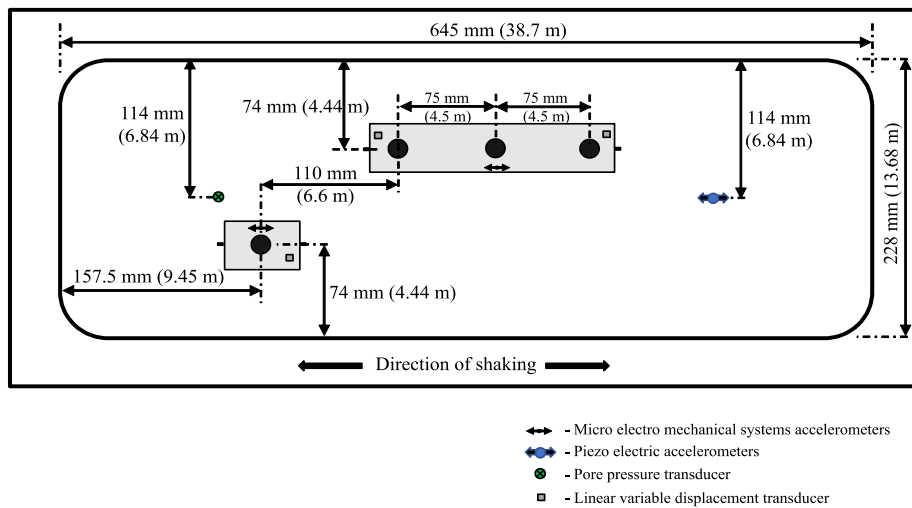 645 mm (38.7 m)
114 mm
(6.84 m)
74 mm (4.44 m)
75 mm
(4.5 m)
75 mm
(4.5 m)
114 mm
(6.84 m)
110 mm
(6.6 m)
228 mm (13.68 m)
157.5 mm (9.45 m)
74 mm (4.44 m)
Direction of shaking
- Micro electro mechanical systems accelerometers
- Piezo electric accelerometers
- Pore pressure transducer
- Linear variable displacement transducer